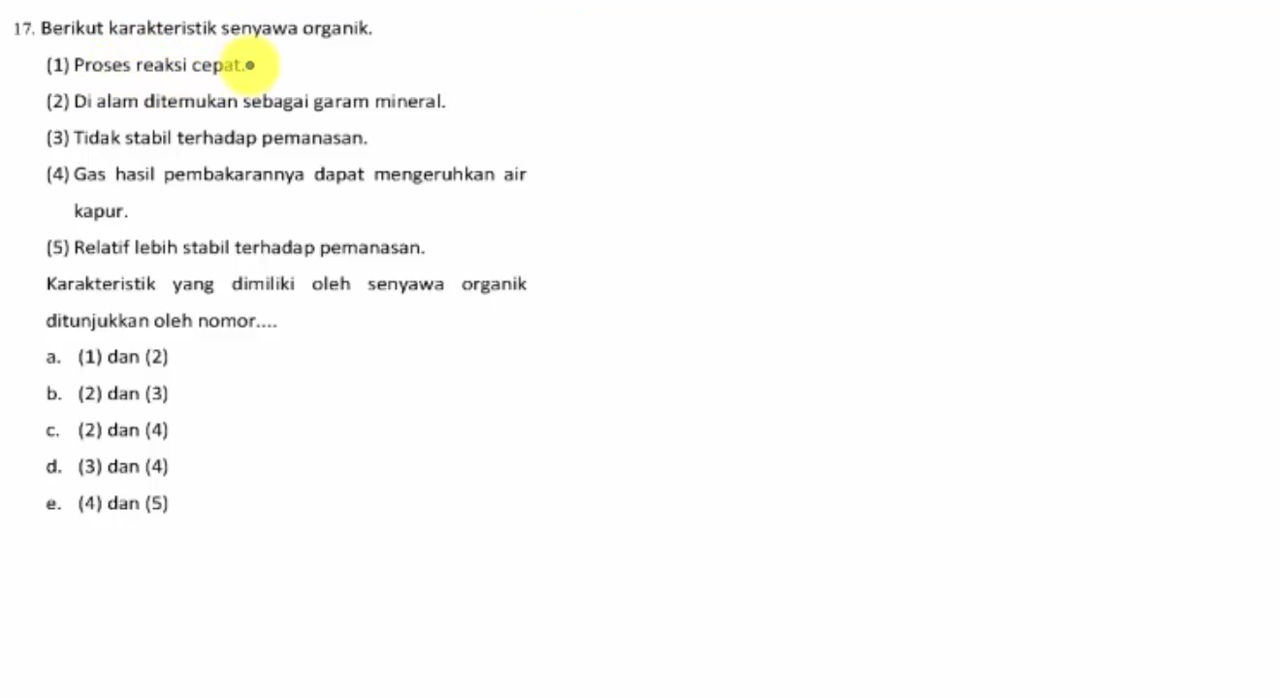 17. Berikut karakteristik senyawa organik.
(1) Proses reaksi cepat.
(2) Di alam ditemukan sebagai garam mineral.
(3) Tidak stabil terhadap pemanasan.
(4) Gas hasil pembakarannya dapat mengeruhkan air
kapur.
(5) Relatif lebih stabil terhadap pemanasan.
Karakteristik yang dimiliki oleh senyawa organik
ditunjukkan oleh nomor....
a. (1) dan (2)
b. (2) dan (3)
c. (2) dan (4)
d. (3) dan (4)
e. (4) dan (5)